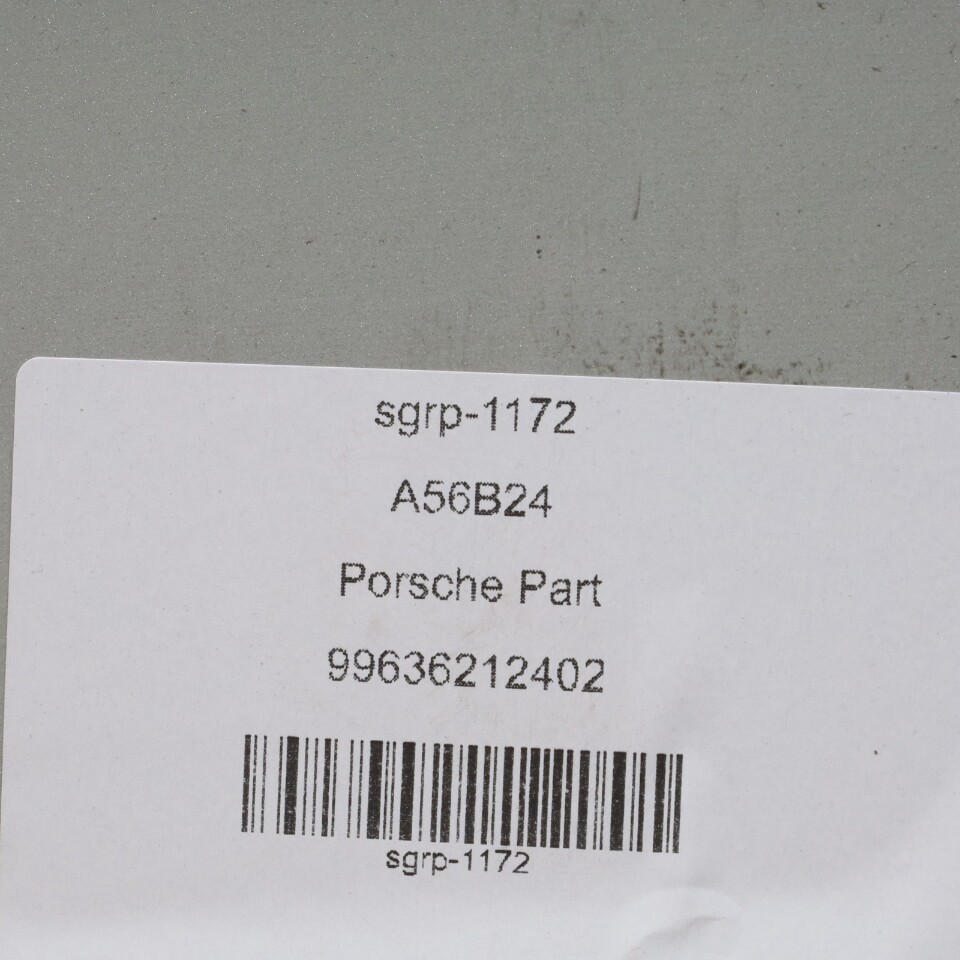 sgrp-1172
A56B24
Porsche Part
99636212402
sgrp-1172